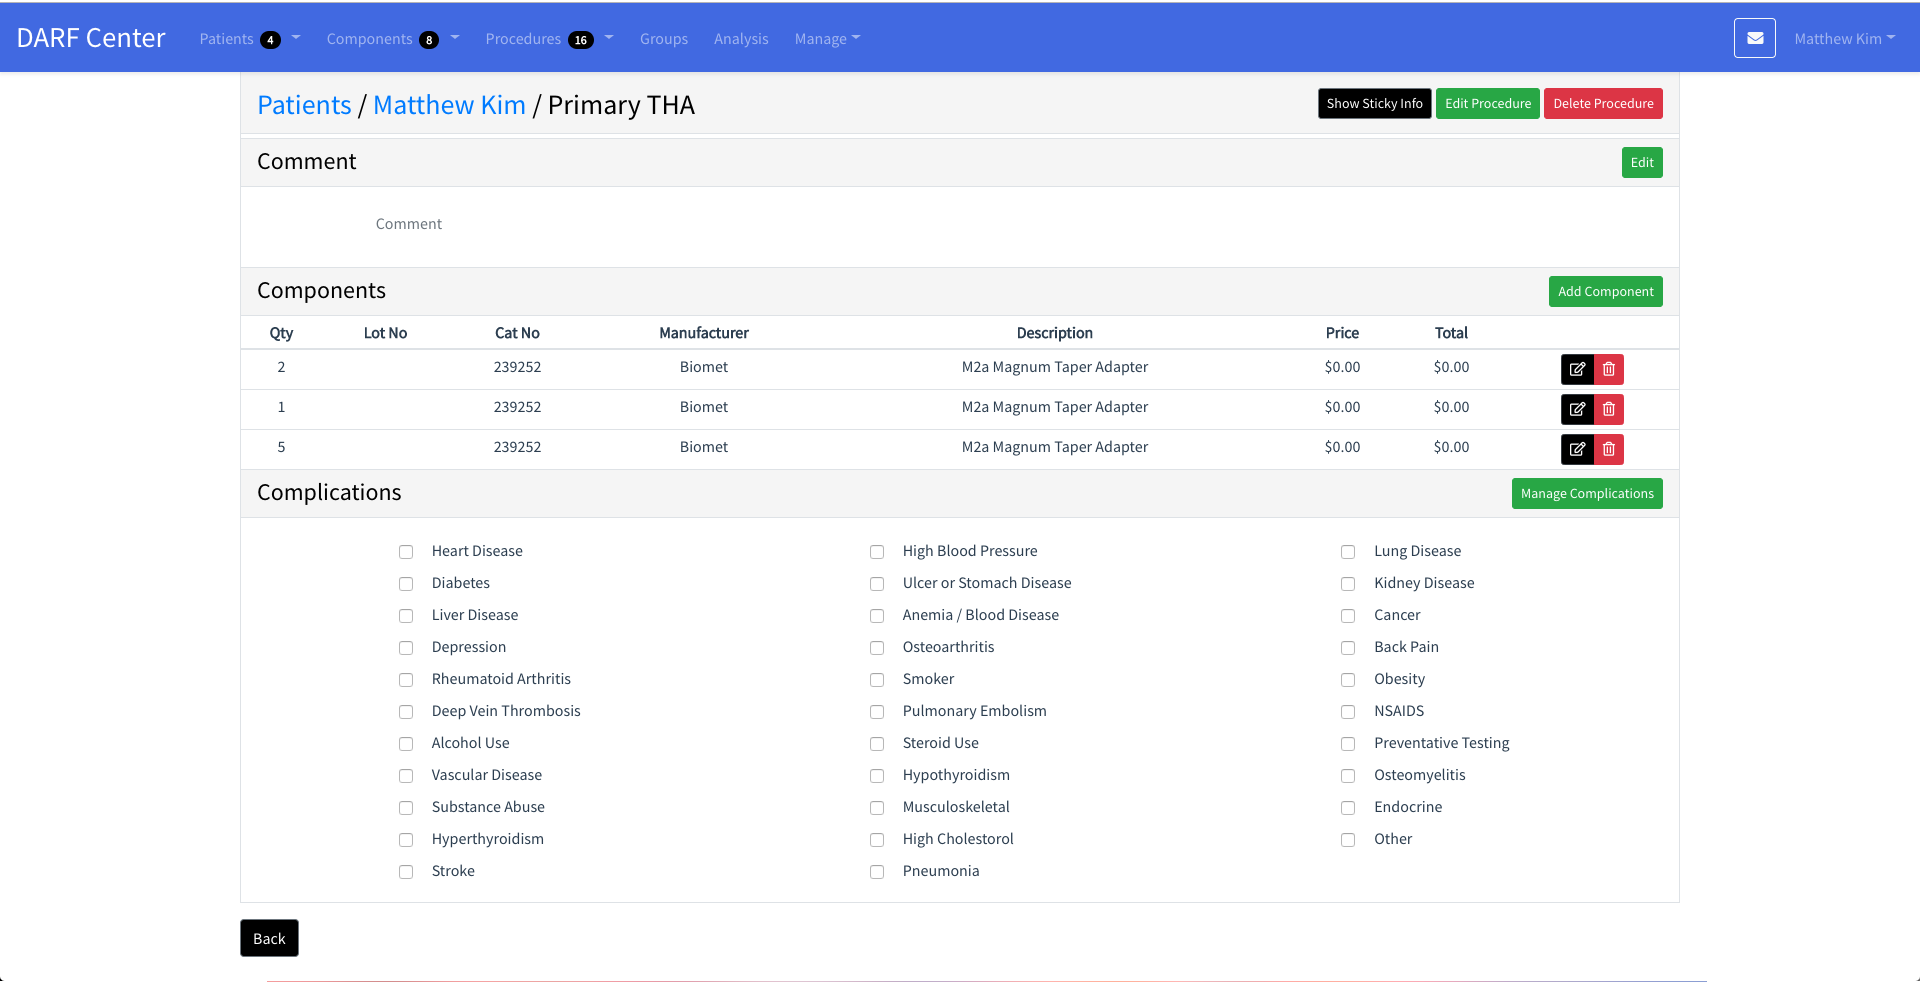 DARF Center Patients 4 Components 8 Procedures 16 Groups Analysis Manage Matthew Kim
Patients / Matthew Kim / Primary THA Show Sticky Info Edit Procedure Delete Procedure
Comment Edit
Comment
Components Add Component
Qty Lot No Cat No Manufacturer Description Price Total
2 239252 Biomet M2a Magnum Taper Adapter $0.00 $0.00
1 239252 Biomet M2a Magnum Taper Adapter $0.00 $0.00
5 239252 Biomet M2a Magnum Taper Adapter $0.00 $0.00
Complications Manage Complications
Heart Disease High Blood Pressure Lung Disease
Diabetes Ulcer or Stomach Disease Kidney Disease
Liver Disease Anemia / Blood Disease Cancer
Depression Osteoarthritis Back Pain
Rheumatoid Arthritis Smoker Obesity
Deep Vein Thrombosis Pulmonary Embolism NSAIDS
Alcohol Use Steroid Use Preventative Testing
Vascular Disease Hypothyroidism Osteomyelitis
Substance Abuse Musculoskeletal Endocrine
Hyperthyroidism High Cholestorol Other
Stroke Pneumonia
Back